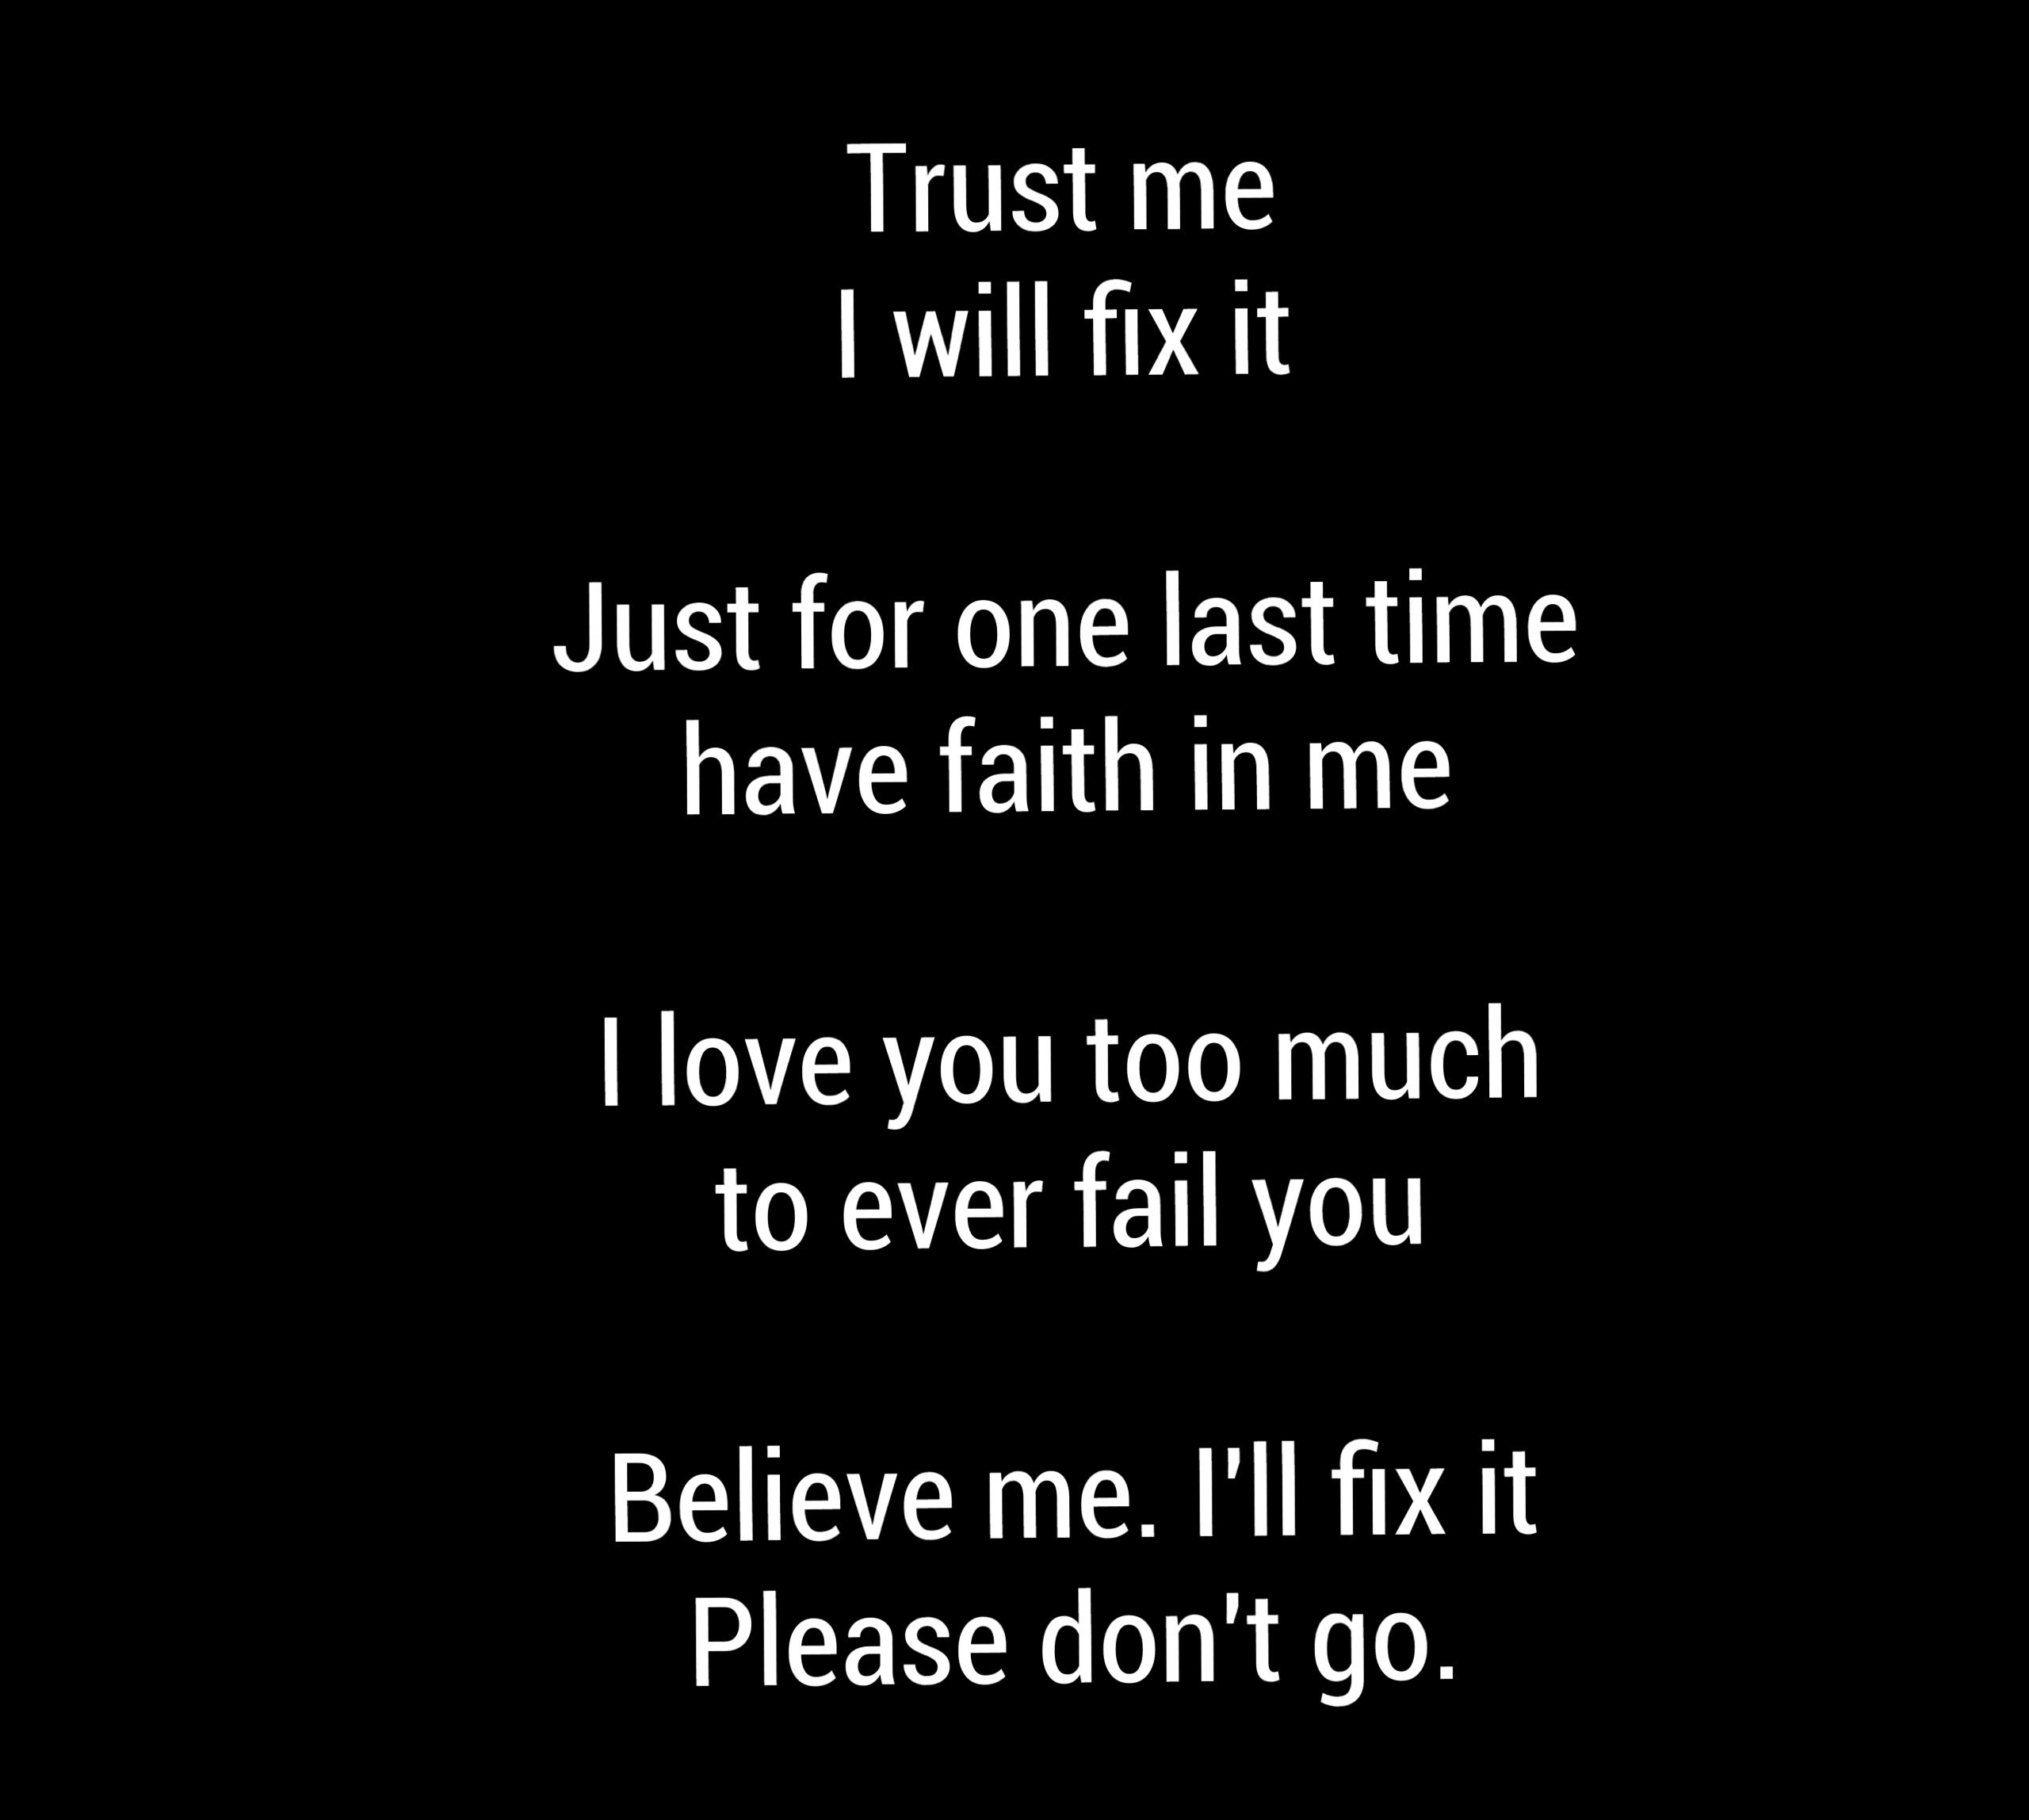 Trust me
I will fix it
Just for one last time
have faith in me
I love you too much
to ever fail you
Believe me. I'll fix it
Please don't go.